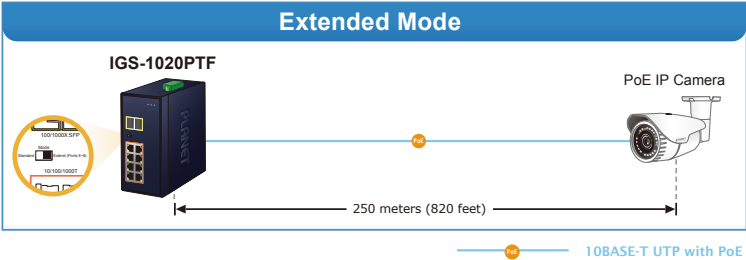 Extended Mode
IGS-1020PTF
PoE IP Camera
PLANET
100/1000X SFP
Mode
Standard Extend (Ports 5~8)
10/100/1000T
PoE
250 meters (820 feet)
PoE 10BASE-T UTP with PoE